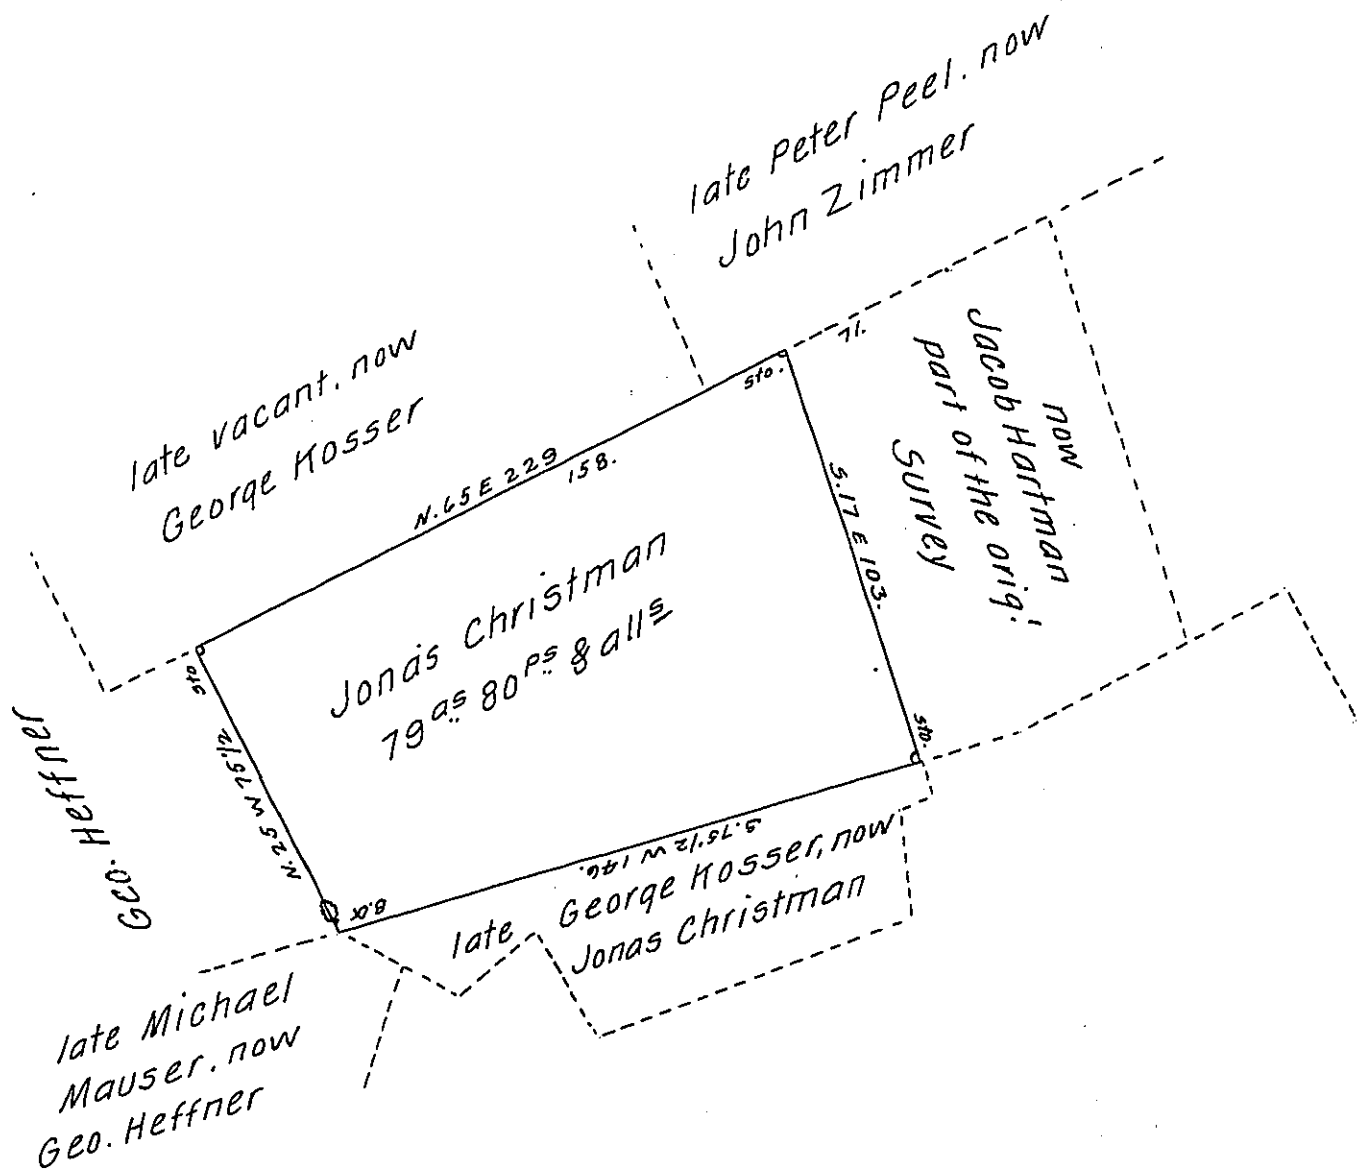 late Peter Peel. now
John Zimmer
late vacant. now
George Kosser
N. 65 E 229
158.
sto.
71.
now
Jacob Hartman
part of the orig!
Survey
S. 17 E 103.
sto.
Jonas Christman
79 as 80 ps & alls
sto
N. 25 W 75 1/2
Geo. Heffner
B.O.
S. 75 1/2 W 146.
late George Kosser, now
Jonas Christman
late Michael
Mauser. now
Geo. Heffner